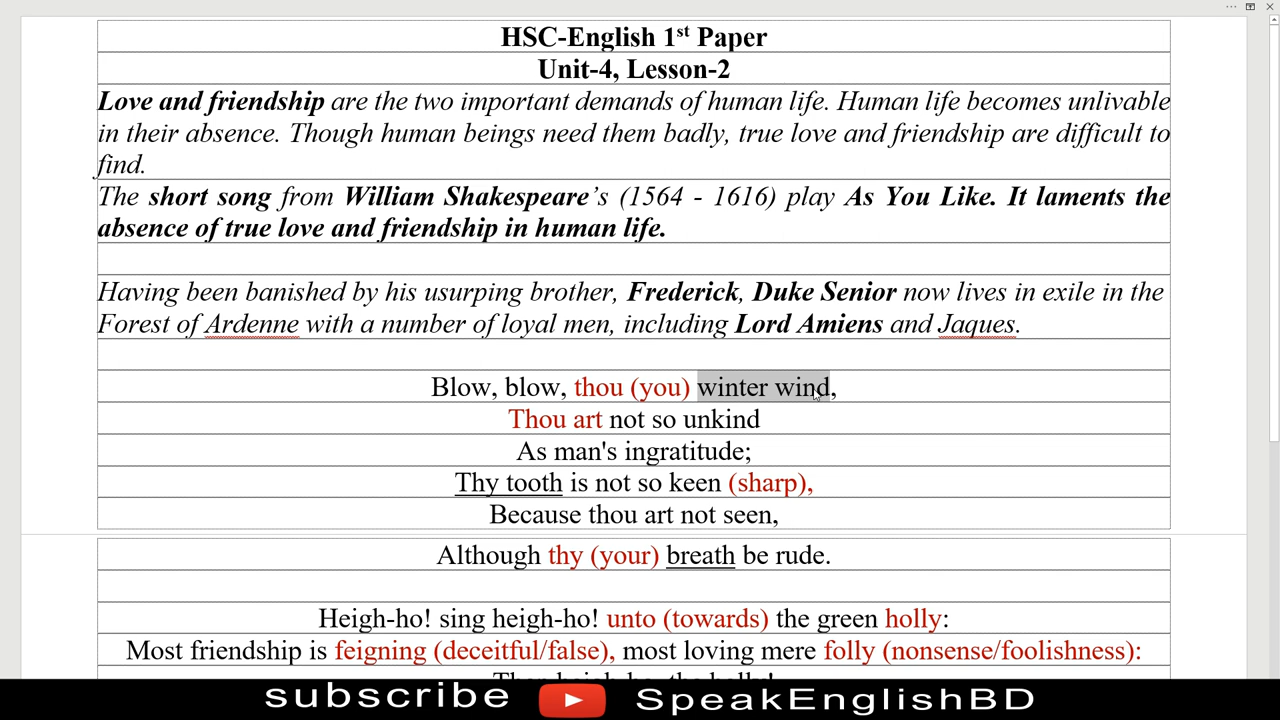 HSC-English 1st Paper
Unit-4, Lesson-2
Love and friendship are the two important demands of human life. Human life becomes unlivable
in their absence. Though human beings need them badly, true love and friendship are difficult to
find.
The short song from William Shakespeare's (1564 - 1616) play As You Like. It laments the
absence of true love and friendship in human life.
Having been banished by his usurping brother, Frederick, Duke Senior now lives in exile in the
Forest of Ardenne with a number of loyal men, including Lord Amiens and Jaques.
Blow, blow, thou (you) winter wind,
Thou art not so unkind
As man's ingratitude;
Thy tooth is not so keen (sharp),
Because thou art not seen,
Although thy (your) breath be rude.
Heigh-ho! sing heigh-ho! unto (towards) the green holly:
Most friendship is feigning (deceitful/false), most loving mere folly (nonsense/foolishness):
subscribe SpeakEnglishBD